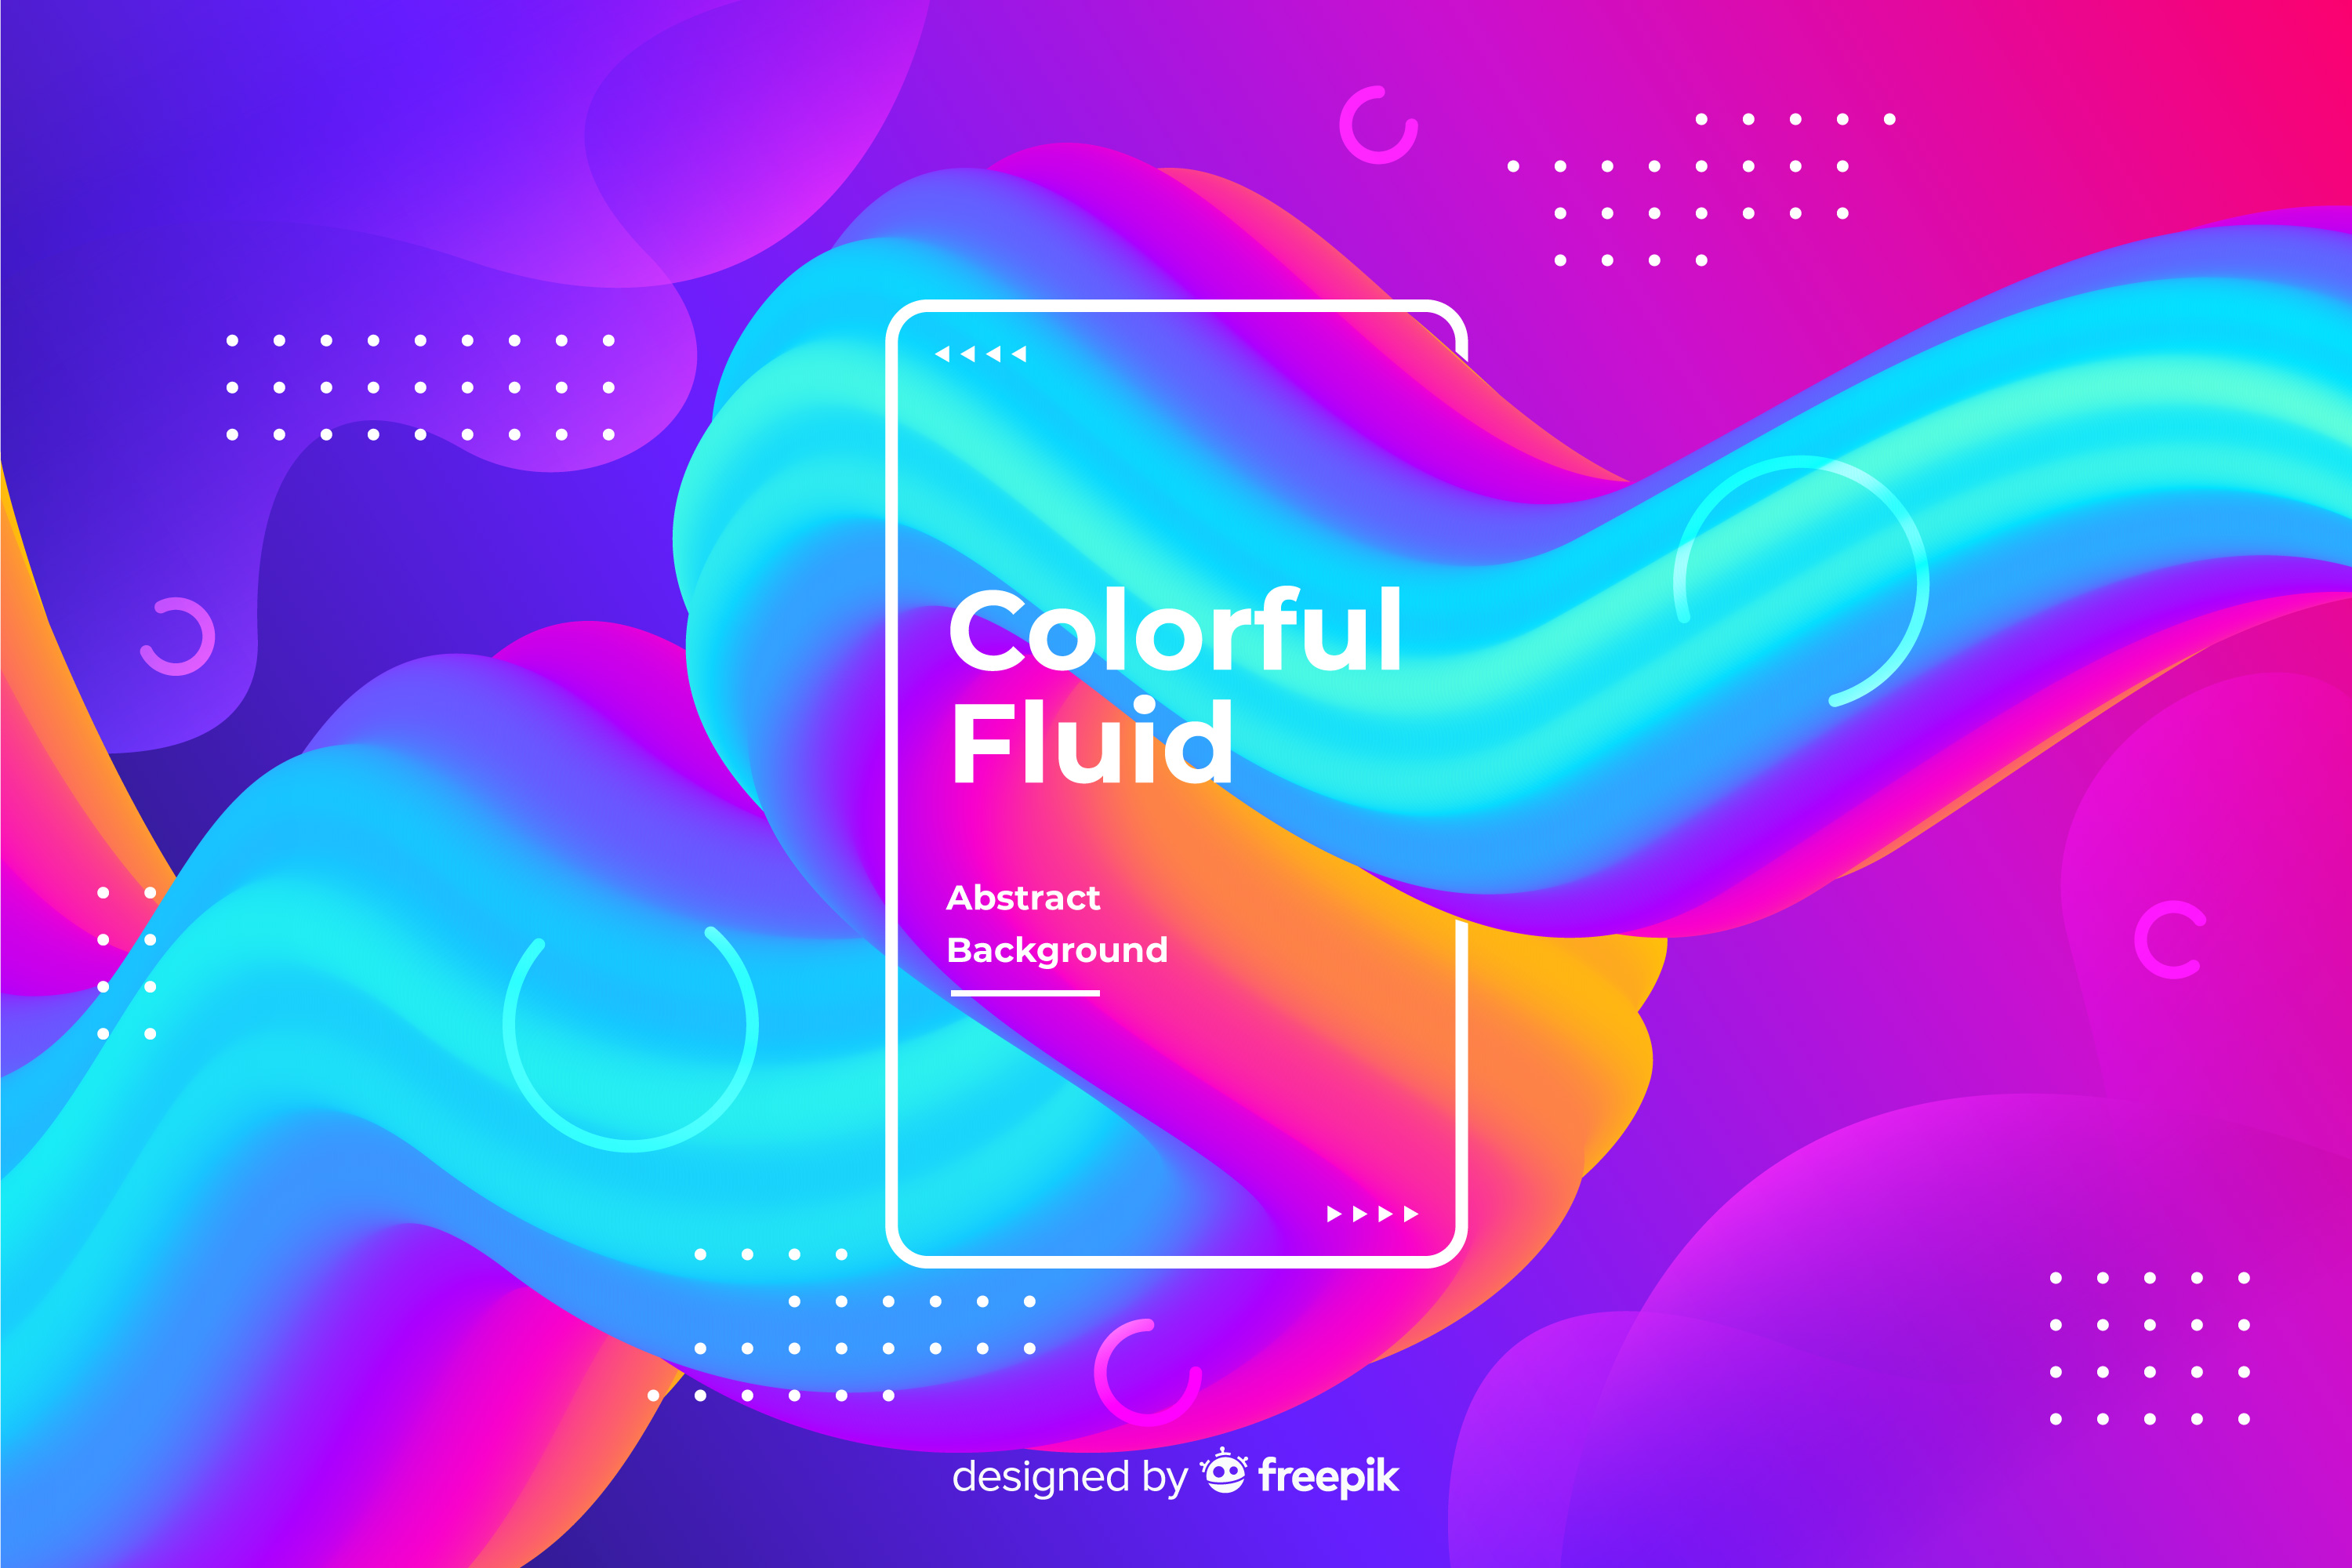 Colorful
Fluid
Abstract
Background
designed by freepik